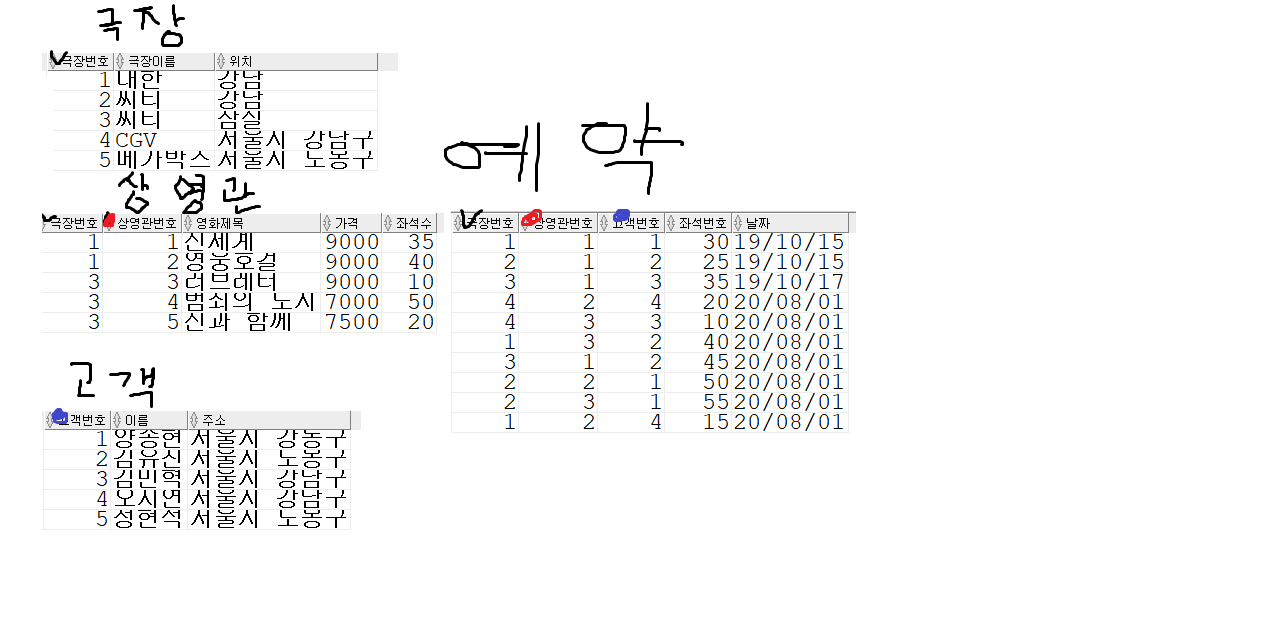 극장
극장번호 극장이름 위치
1 대한 강남
2 씨티 강남
3 씨티 잠실
4 CGV 서울시 강남구
5 메가박스 서울시 도봉구
상영관
극장번호 상영관번호 영화제목 가격 좌석수
1 1 신세계 9000 35
1 2 영웅호걸 9000 40
3 3 러브레터 9000 10
3 4 범죄의 도시 7000 50
3 5 신과 함께 7500 20
고객
고객번호 이름 주소
1 양종현 서울시 강동구
2 김유신 서울시 도봉구
3 김민혁 서울시 강남구
4 오시연 서울시 강남구
5 성현석 서울시 도봉구
예약
극장번호 상영관번호 고객번호 좌석번호 날짜
1 1 1 30 19/10/15
2 1 2 25 19/10/15
3 1 3 35 19/10/17
4 2 4 20 20/08/01
4 3 3 10 20/08/01
1 3 2 40 20/08/01
3 1 2 45 20/08/01
2 2 1 50 20/08/01
2 3 1 55 20/08/01
1 2 4 15 20/08/01